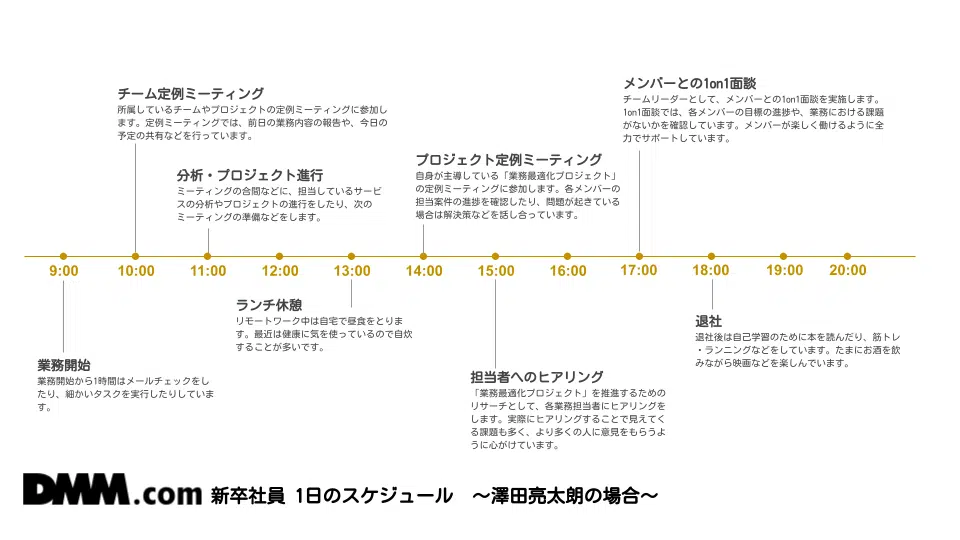 チーム定例ミーティング
所属しているチームやプロジェクトの定例ミーティングに参加し
ます。定例ミーティングでは、前日の業務内容の報告や、今日の
予定の共有などを行っています。
分析・プロジェクト進行
ミーティングの合間などに、担当しているサービ
スの分析やプロジェクトの進行をしたり、次の
ミーティングの準備などをします。
プロジェクト定例ミーティング
自身が主導している「業務最適化プロジェクト」
の定例ミーティングに参加します。各メンバーの
担当案件の進捗を確認したり、問題が起きている
場合は解決策などを話し合っています。
メンバーとの1on1面談
チームリーダーとして、メンバーとの1on1面談を実施します。
1on1面談では、各メンバーの目標の進捗や、業務における課題
がないかを確認しています。メンバーが楽しく働けるように全
力でサポートしています。
9:00 10:00 11:00 12:00 13:00 14:00 15:00 16:00 17:00 18:00 19:00 20:00
業務開始
業務開始から1時間はメールチェックをし
たり、細かいタスクを実行したりしていま
す。
ランチ休憩
リモートワーク中は自宅で昼食をとりま
す。最近は健康に気を使っているので自炊
することが多いです。
担当者へのヒアリング
「業務最適化プロジェクト」を推進するための
リサーチとして、各業務担当者にヒアリングを
します。実際にヒアリングすることで見えてく
る課題も多く、より多くの人に意見をもらうよ
うに心がけています。
退社
退社後は自己学習のために本を読んだり、筋トレ
・ランニングなどをしています。たまにお酒を飲
みながら映画などを楽しんでいます。
DMM.com 新卒社員 1日のスケジュール 〜澤田亮太朗の場合〜